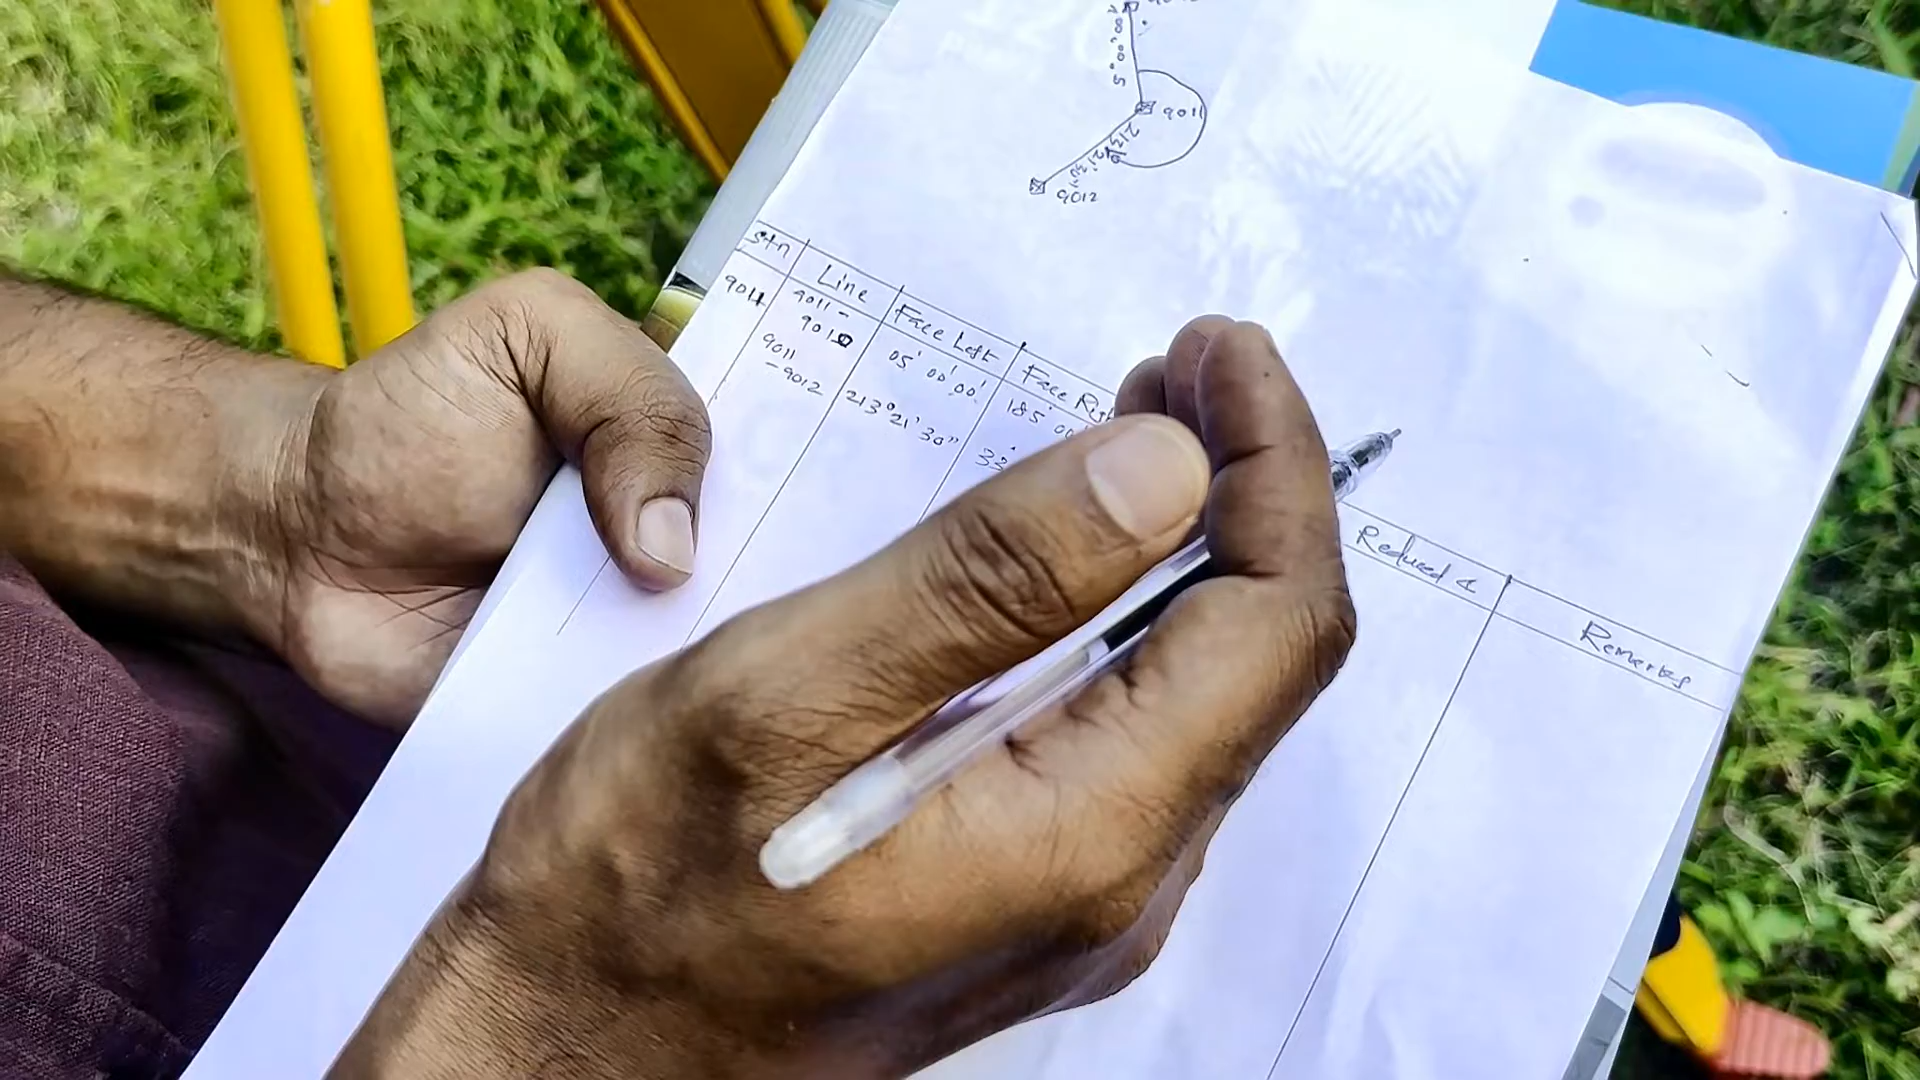 5°00'00"
9011
213°21'30"
9012
Stn Line Face Left Face Right Reduced ∠ Remarks
9011 9011 - 9010 05°00'00" 185°00
9011 - 9012 213°21'30" 33°